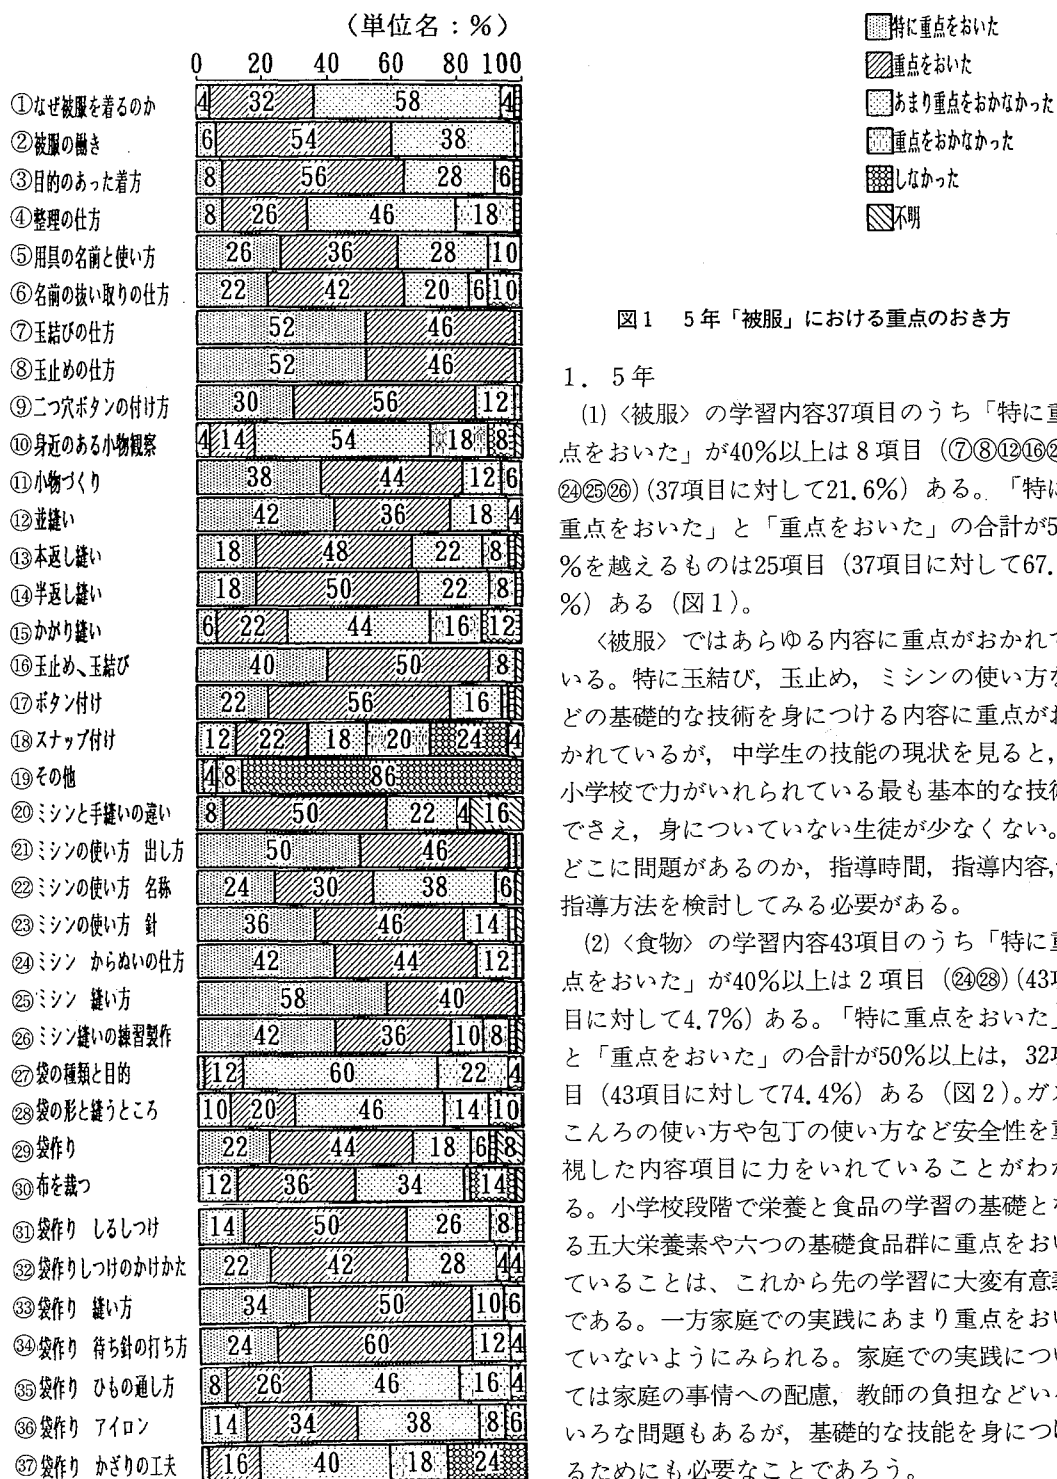 (単位名：%)
0 20 40 60 80 100
①なぜ被服を着るのか 4 32 58 4
②被服の働き 6 54 38
③目的のあった着方 8 56 28 6
④整理の仕方 8 26 46 18
⑤用具の名前と使い方 26 36 28 10
⑥名前の抜い取りの仕方 22 42 20 6 10
⑦玉結びの仕方 52 46
⑧玉止めの仕方 52 46
⑨二つ穴ボタンの付け方 30 56 12
⑩身近のある小物観察 4 14 54 18 8
⑪小物づくり 38 44 12 6
⑫並縫い 42 36 18 4
⑬本返し縫い 18 48 22 8
⑭半返し縫い 18 50 22 8
⑮かがり縫い 6 22 44 16 12
⑯玉止め、玉結び 40 50 8
⑰ボタン付け 22 56 16
⑱スナップ付け 12 22 18 20 24 4
⑲その他 4 8 86
⑳ミシンと手縫いの違い 8 50 22 4 16
㉑ミシンの使い方 出し方 50 46
㉒ミシンの使い方 名称 24 30 38 6
㉓ミシンの使い方 針 36 46 14
㉔ミシン からぬいの仕方 42 44 12
㉕ミシン 縫い方 58 40
㉖ミシン縫いの練習製作 42 36 10 8
㉗袋の種類と目的 12 60 22 4
㉘袋の形と縫うところ 10 20 46 14 10
㉙袋作り 22 44 18 6 8
㉚布を裁つ 12 36 34 14
㉛袋作り しるしつけ 14 50 26 8
㉜袋作りしつけのかけかた 22 42 28 4 4
㉝袋作り 縫い方 34 50 10 6
㉞袋作り 待ち針の打ち方 24 60 12 4
㉟袋作り ひもの通し方 8 26 46 16 4
㊱袋作り アイロン 14 34 38 8 6
㊲袋作り かざりの工夫 16 40 18 24
特に重点をおいた
重点をおいた
あまり重点をおかなかった
重点をおかなかった
しなかった
不明
図1 5年「被服」における重点のおき方
1. 5年
(1)〈被服〉の学習内容37項目のうち「特に重
点をおいた」が40%以上は8項目（⑦⑧⑫⑯
㉔㉕㉖）(37項目に対して21.6%）ある。「特に
重点をおいた」と「重点をおいた」の合計が5
%を越えるものは25項目（37項目に対して67.
%）ある（図1）。
〈被服〉ではあらゆる内容に重点がおかれて
いる。特に玉結び，玉止め，ミシンの使い方な
どの基礎的な技術を身につける内容に重点がお
かれているが，中学生の技能の現状を見ると，
小学校で力がいれられている最も基本的な技術
でさえ，身についていない生徒が少なくない。
どこに問題があるのか，指導時間，指導内容，
指導方法を検討してみる必要がある。
(2)〈食物〉の学習内容43項目のうち「特に重
点をおいた」が40%以上は2項目（㉔㉘）(43項
目に対して4.7%）ある。「特に重点をおいた」
と「重点をおいた」の合計が50%以上は，32項
目（43項目に対して74.4%）ある（図2）。ガス
こんろの使い方や包丁の使い方など安全性を重
視した内容項目に力をいれていることがわか
る。小学校段階で栄養と食品の学習の基礎とな
る五大栄養素や六つの基礎食品群に重点をおい
ていることは、これから先の学習に大変有意義
である。一方家庭での実践にあまり重点をおい
ていないようにみられる。家庭での実践につい
ては家庭の事情への配慮，教師の負担などいろ
いろな問題もあるが，基礎的な技能を身につけ
るためにも必要なことであろう。